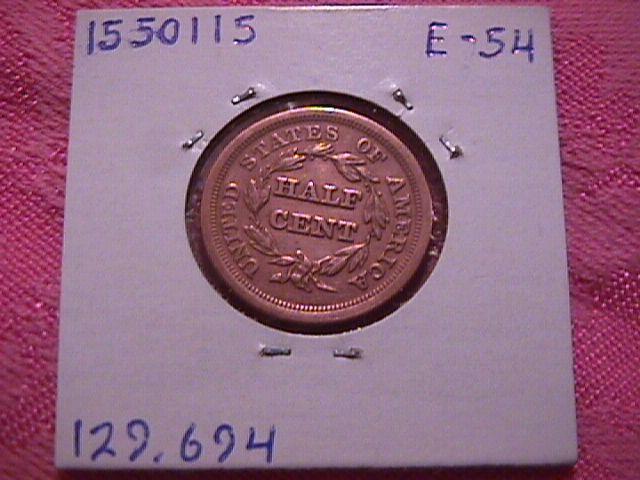 1550115 E-54
UNITED STATES OF AMERICA
HALF
CENT
129.694